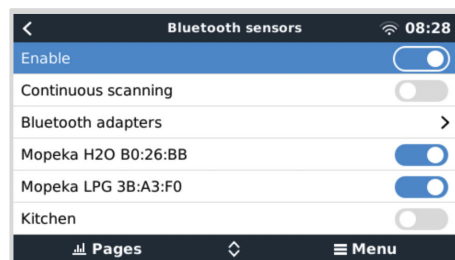 Bluetooth sensors 08:28
Enable
Continuous scanning
Bluetooth adapters
Mopeka H2O B0:26:BB
Mopeka LPG 3B:A3:F0
Kitchen
Pages Menu